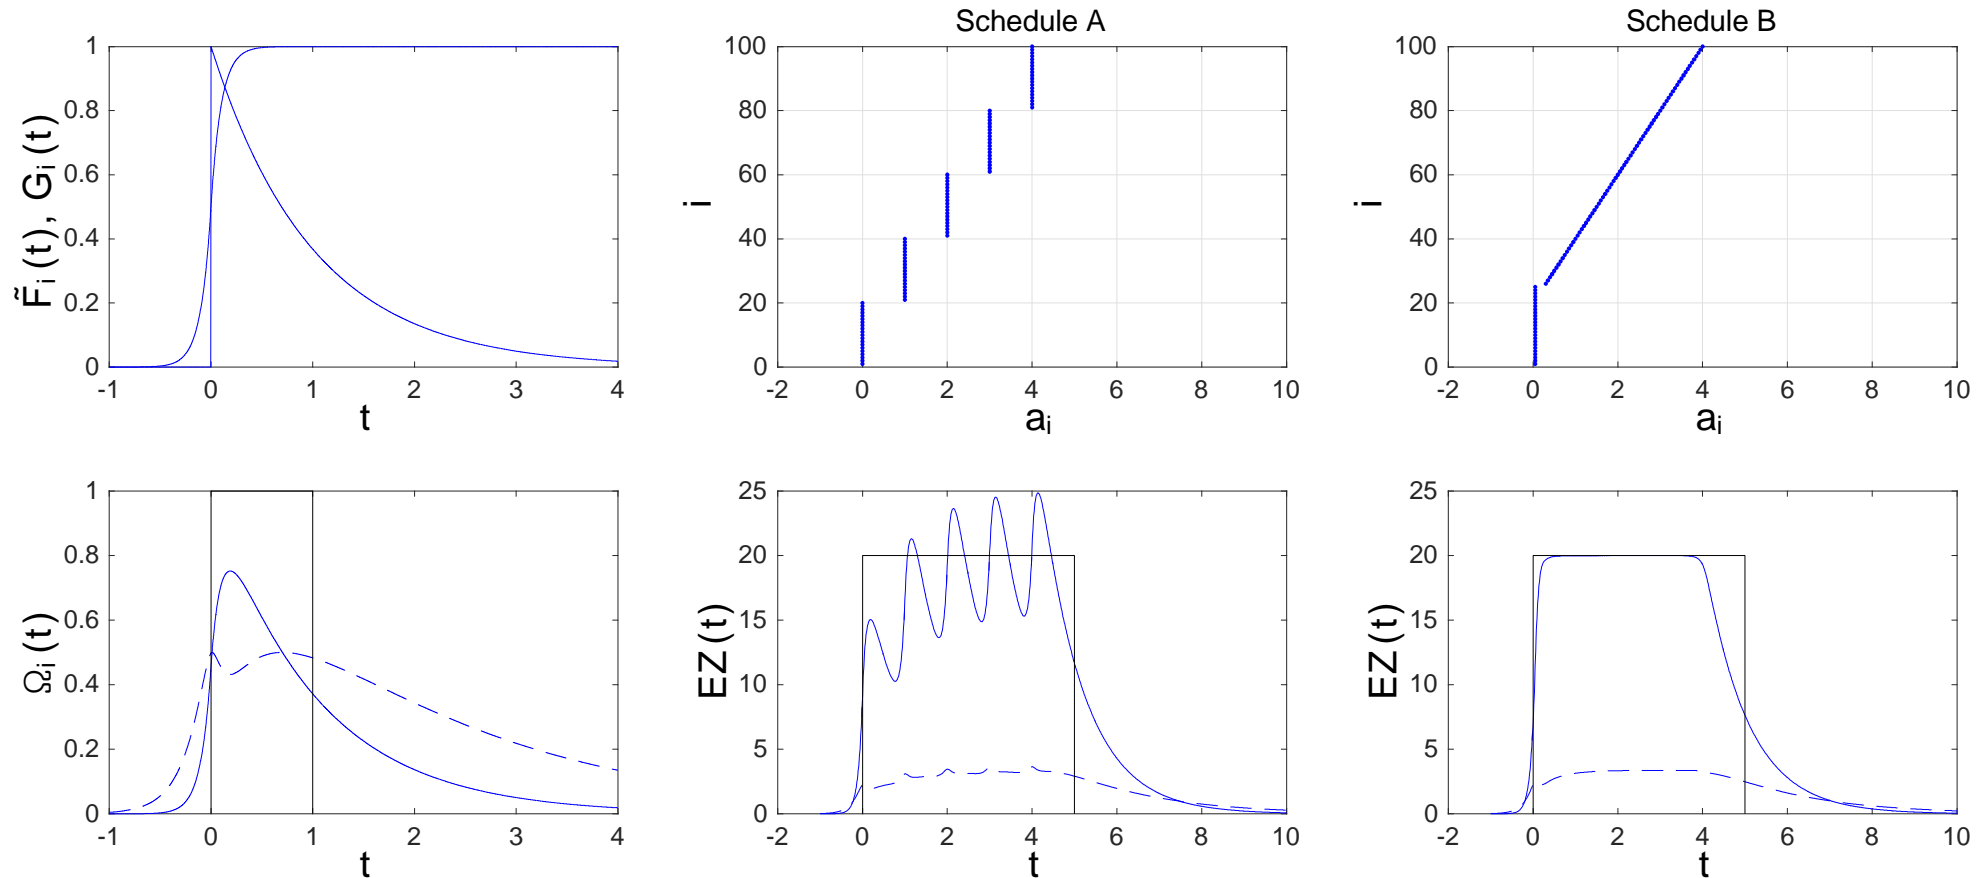 Schedule A
Schedule B
F̃i (t) , Gi (t)
1
0.8
0.6
0.4
0.2
0
-1 0 1 2 3 4
t
i
100
80
60
40
20
0
-2 0 2 4 6 8 10
ai
i
100
80
60
40
20
0
-2 0 2 4 6 8 10
ai
Ωi (t)
1
0.8
0.6
0.4
0.2
0
-1 0 1 2 3 4
t
EZ (t)
25
20
15
10
5
0
-2 0 2 4 6 8 10
t
EZ (t)
25
20
15
10
5
0
-2 0 2 4 6 8 10
t